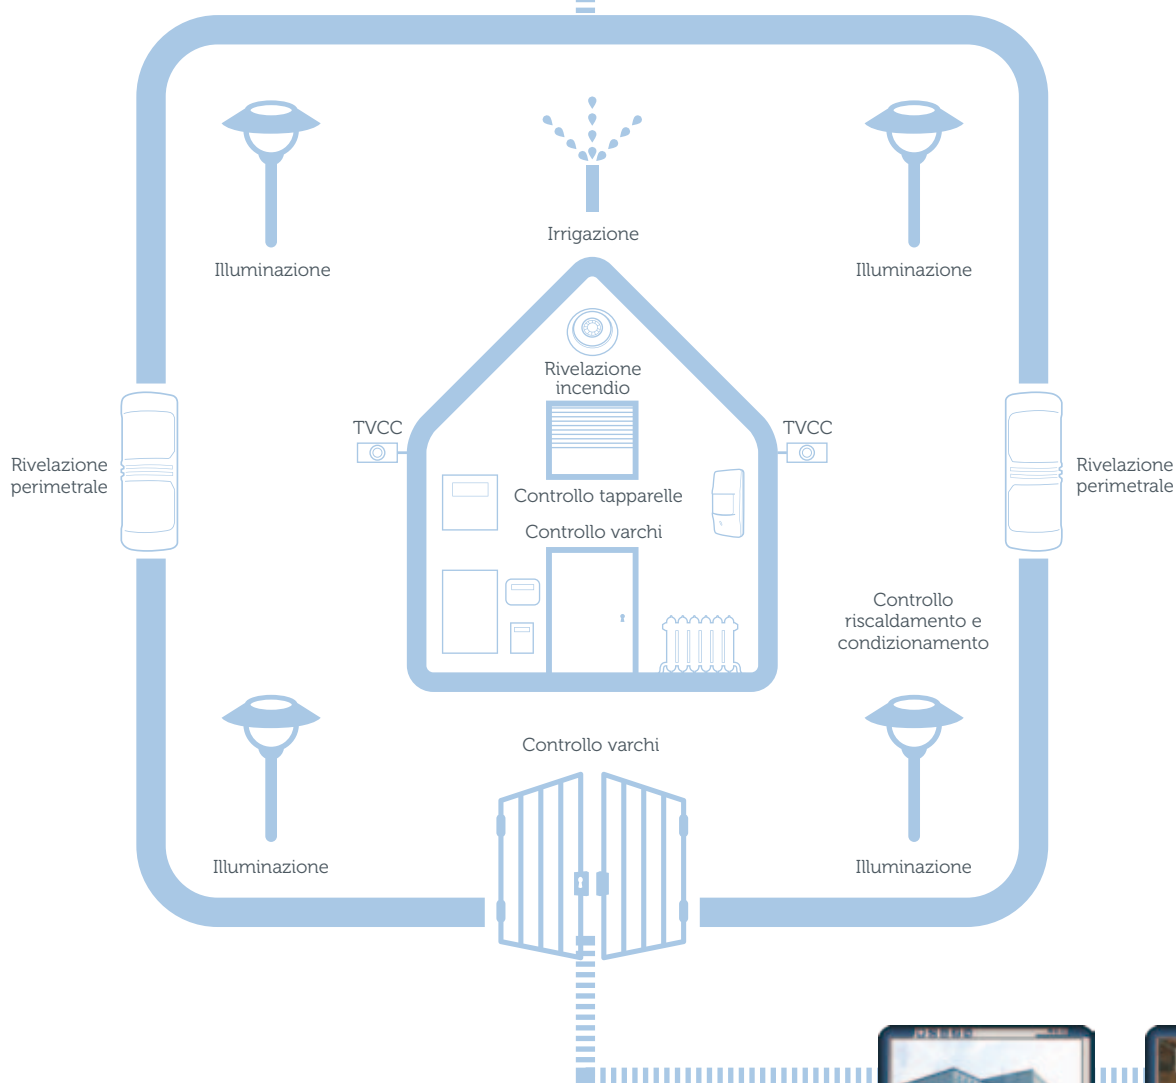 Irrigazione
Illuminazione
Illuminazione
Rivelazione
incendio
TVCC
TVCC
Rivelazione
perimetrale
Rivelazione
perimetrale
Controllo tapparelle
Controllo varchi
Controllo
riscaldamento e
condizionamento
Controllo varchi
Illuminazione
Illuminazione